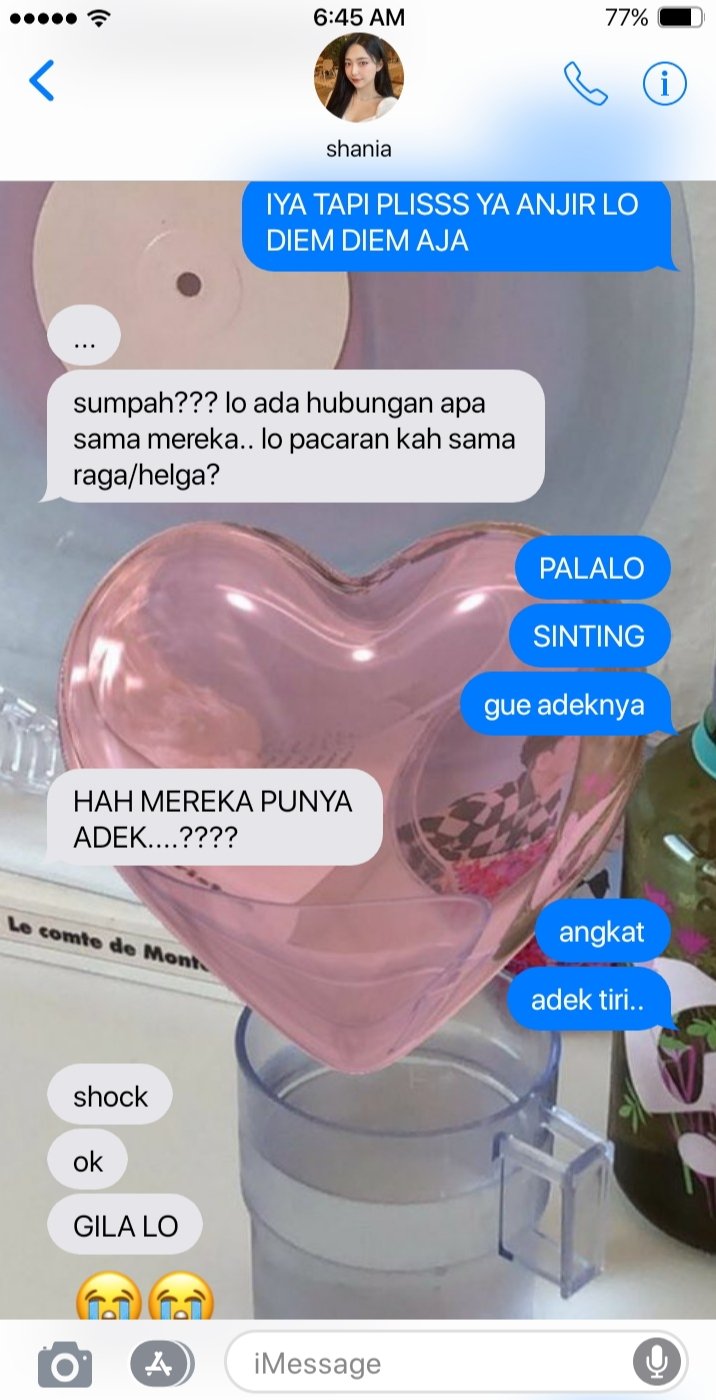 6:45 AM
77%
shania
IYA TAPI PLISSS YA ANJIR LO
DIEM DIEM AJA
...
sumpah??? lo ada hubungan apa
sama mereka.. lo pacaran kah sama
raga/helga?
PALALO
SINTING
gue adeknya
HAH MEREKA PUNYA
ADEK....????
Le comte de Monte
angkat
adek tiri..
shock
ok
GILA LO
😭😭
iMessage